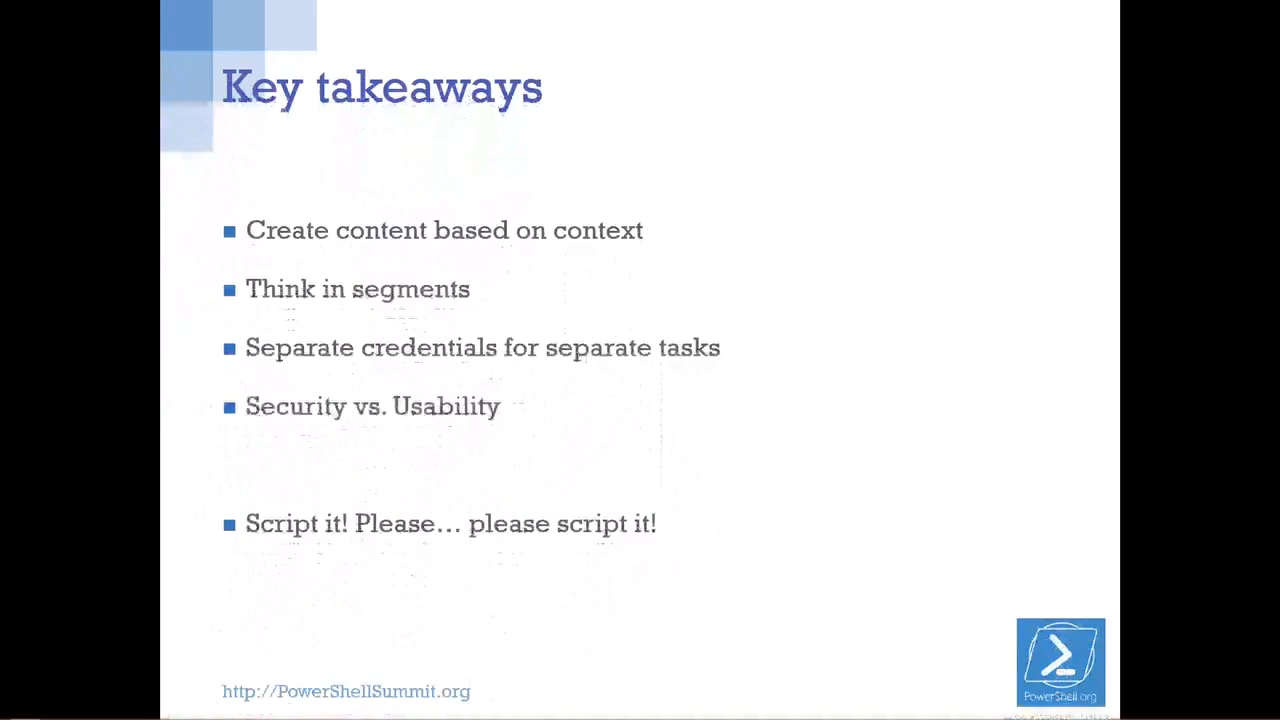 Key takeaways
Create content based on context
Think in segments
Separate credentials for separate tasks
Security vs. Usability
Script it! Please… please script it!
http://PowerShellSummit.org
PowerShell.org